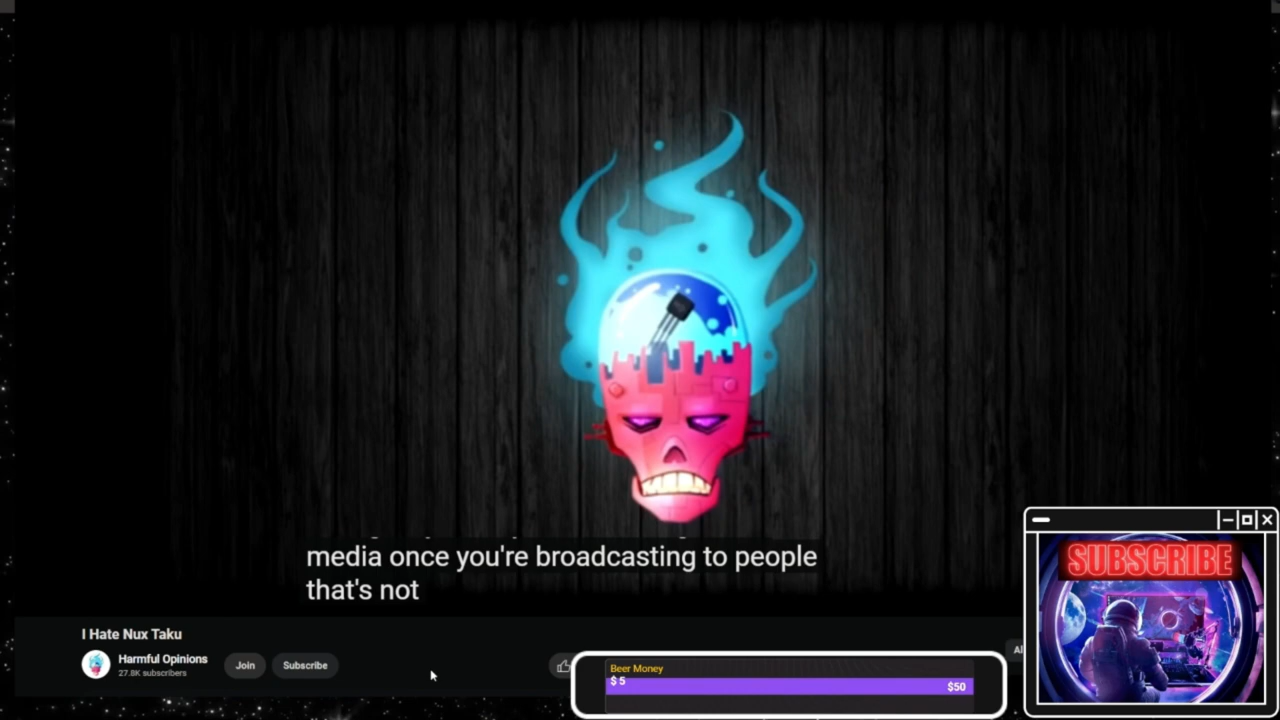 media once you're broadcasting to people
that's not
I Hate Nux Taku
Harmful Opinions
27.8K subscribers
Join
Subscribe
Beer Money
$ 5
$50
SUBSCRIBE